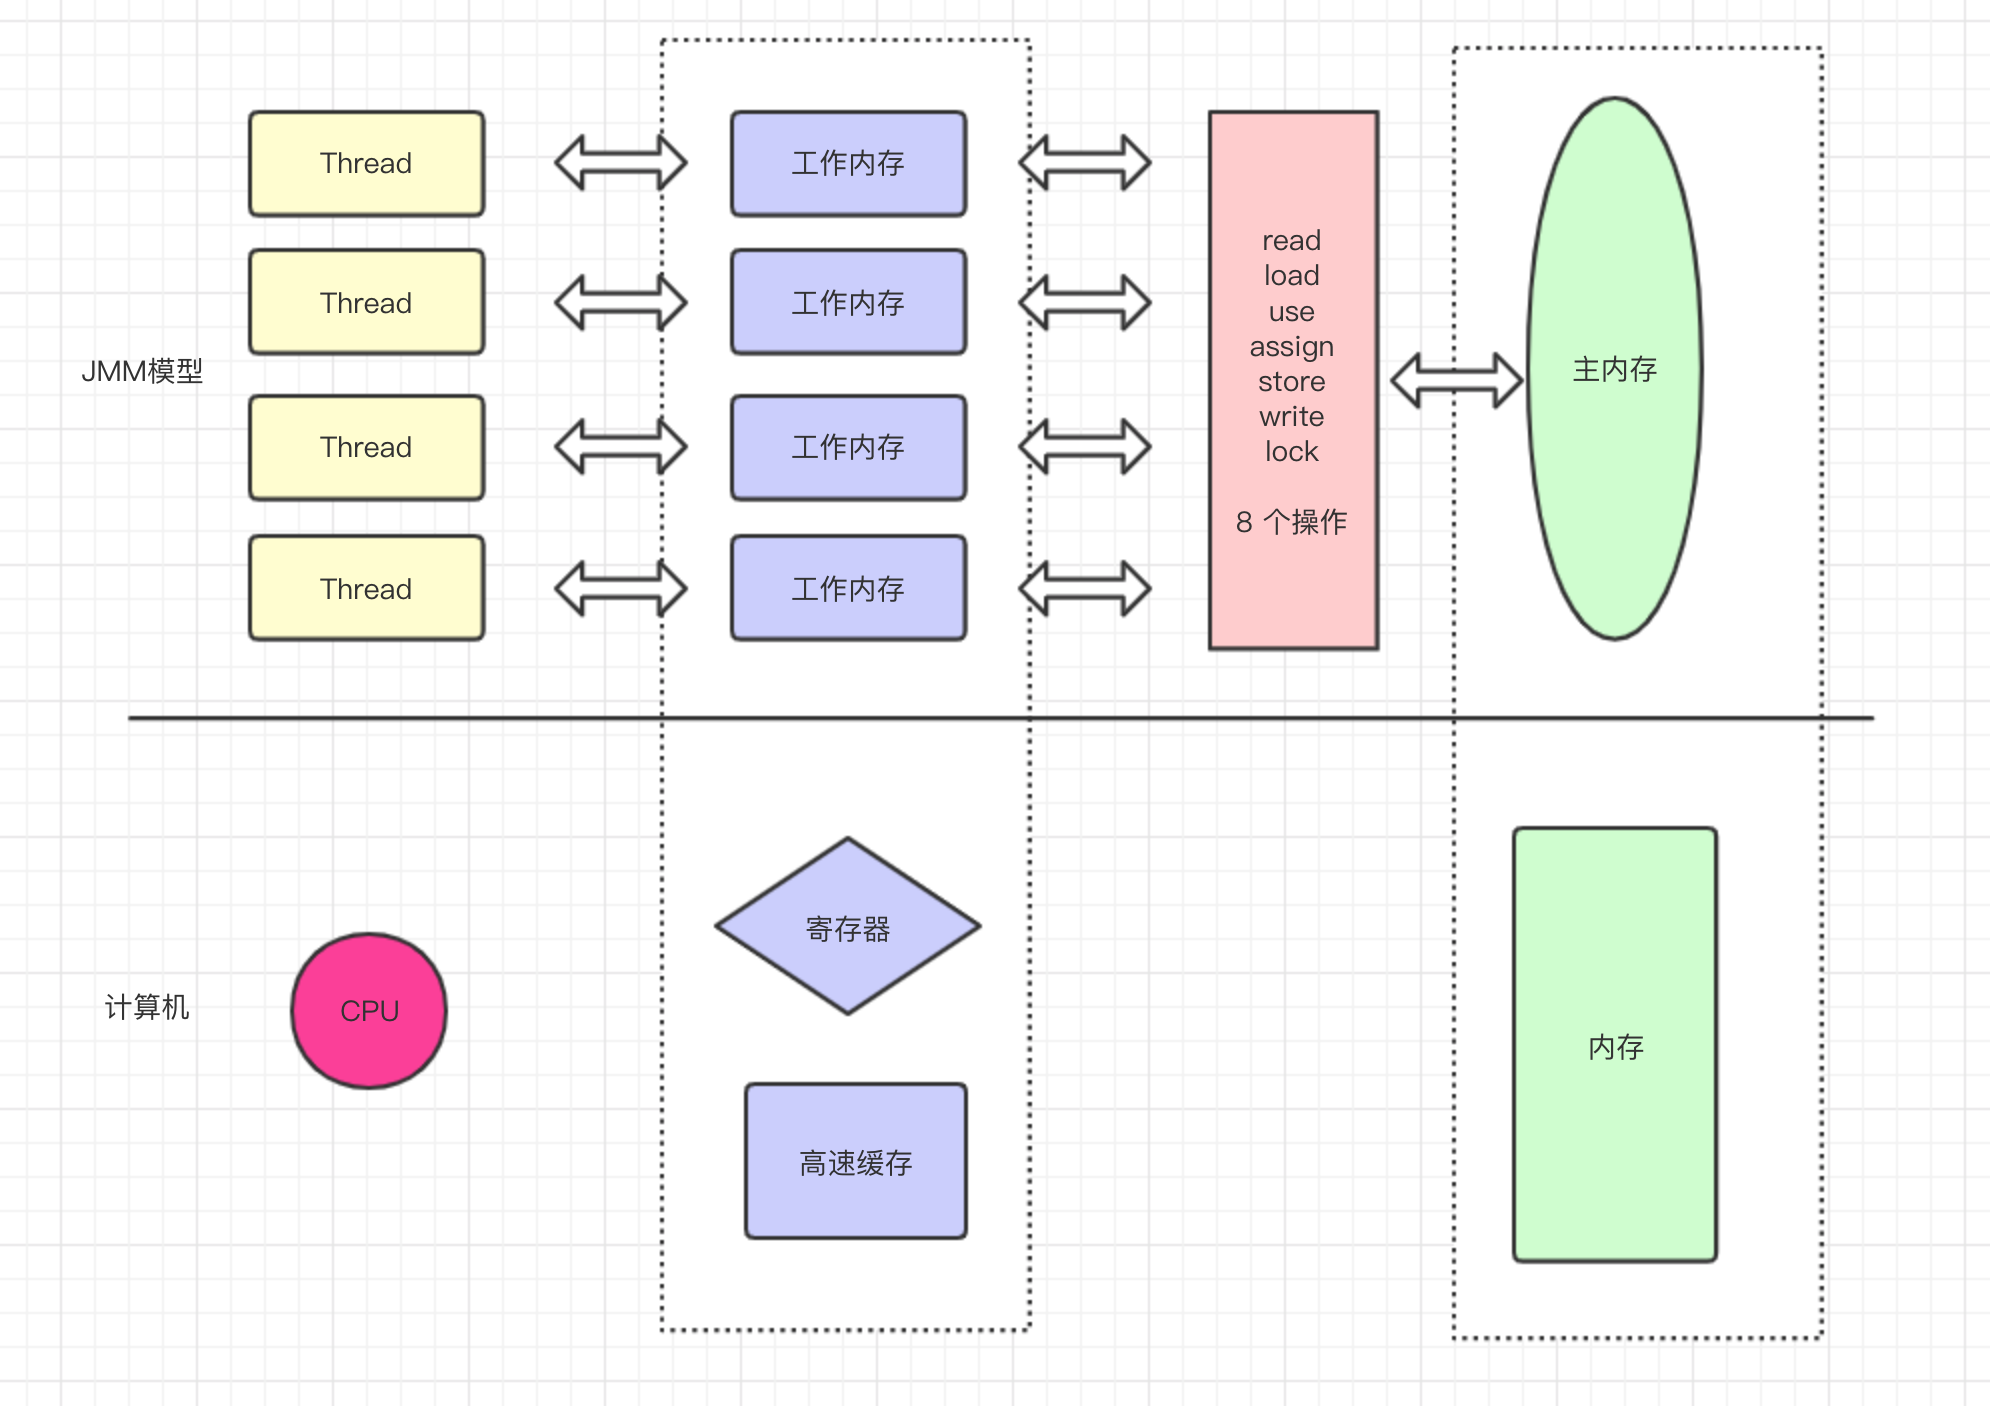 JMM模型
Thread
工作内存
Thread
工作内存
Thread
工作内存
Thread
工作内存
read
load
use
assign
store
write
lock
8 个操作
主内存
计算机
CPU
寄存器
高速缓存
内存